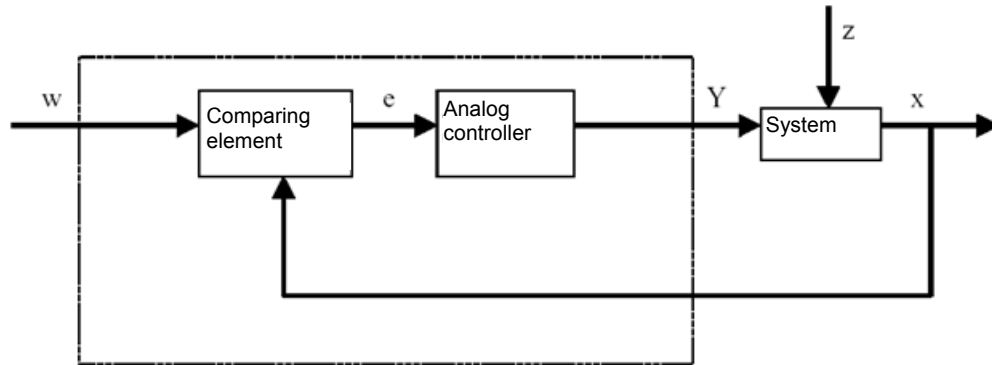 z
w
Comparing
element
e
Analog
controller
Y
System
x